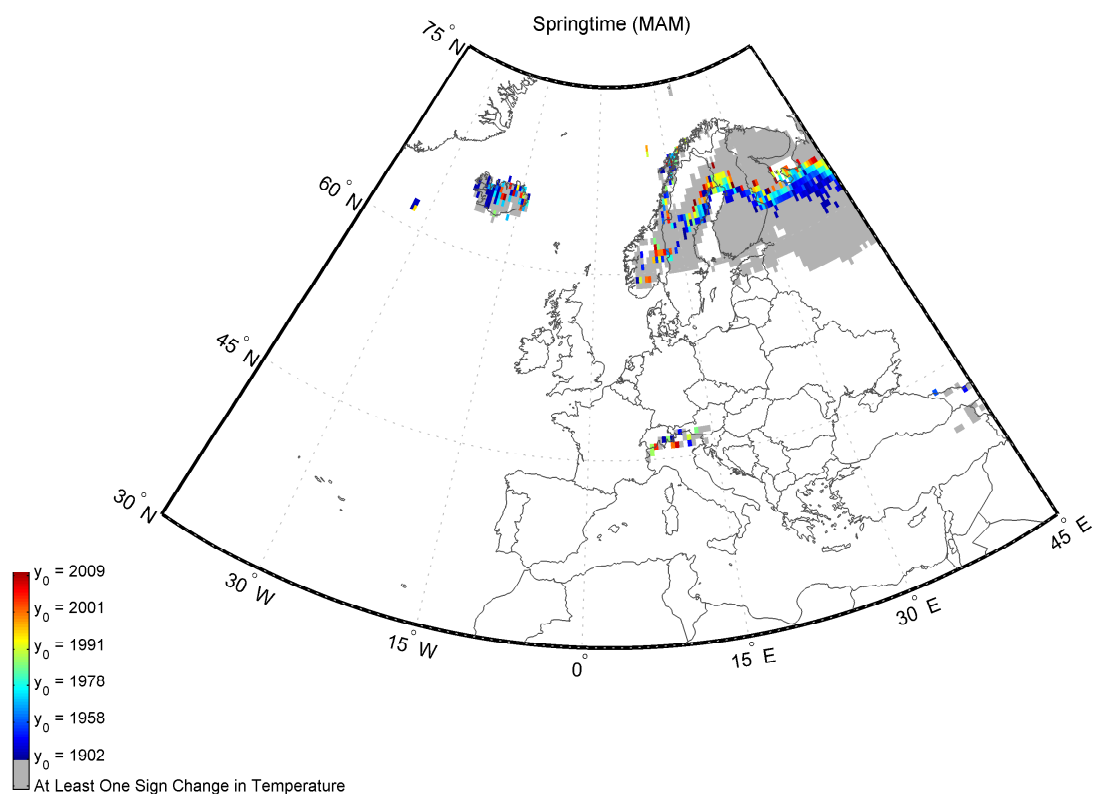 Springtime (MAM)
75° N
60° N
45° N
30° N
30° W
15° W
0°
15° E
30° E
45° E
y0 = 2009
y0 = 2001
y0 = 1991
y0 = 1978
y0 = 1958
y0 = 1902
At Least One Sign Change in Temperature